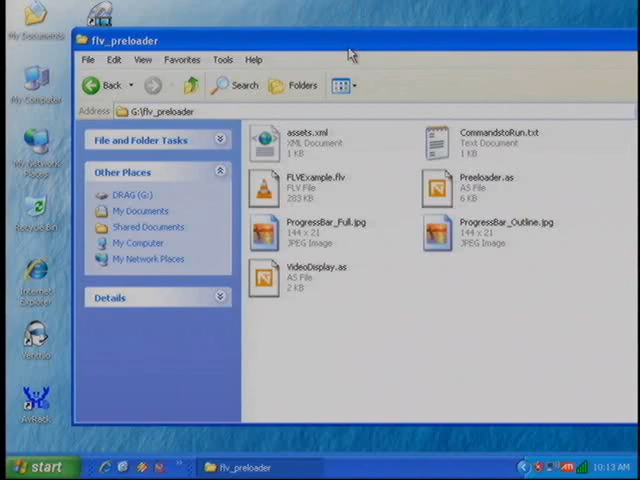 My Documents
My Computer
My Network
Places
Recycle Bin
Internet
Explorer
Ventrilo
AvRack
flv_preloader
File Edit View Favorites Tools Help
Back Search Folders
Address G:\flv_preloader
File and Folder Tasks
Other Places
DRAG (G:)
My Documents
Shared Documents
My Computer
My Network Places
Details
assets.xml
XML Document
1 KB
CommandstoRun.txt
Text Document
1 KB
FLVExample.flv
FLV File
283 KB
Preeloader.as
AS File
6 KB
ProgressBar_Full.jpg
144 x 21
JPEG Image
ProgressBar_Outline.jpg
144 x 21
JPEG Image
VideoDisplay.as
AS File
2 KB
start
flv_preloader
ATI
10:13 AM